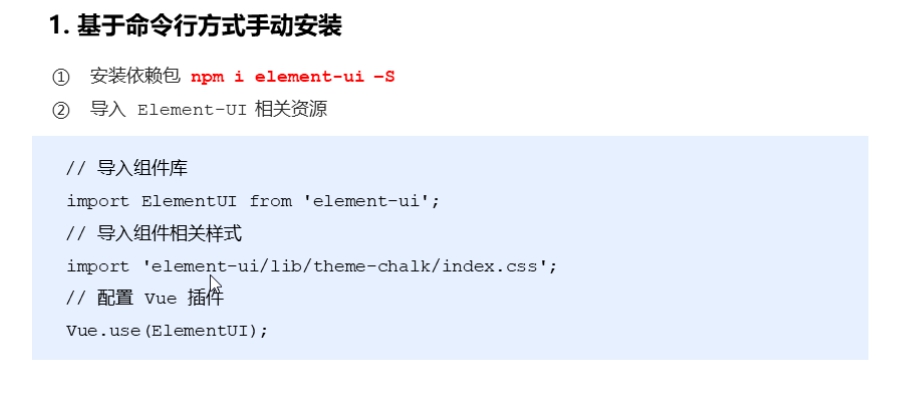 1. 基于命令行方式手动安装
① 安装依赖包 npm i element-ui –S
② 导入 Element-UI 相关资源
// 导入组件库
import ElementUI from 'element-ui';
// 导入组件相关样式
import 'element-ui/lib/theme-chalk/index.css';
// 配置 Vue 插件
Vue.use(ElementUI);